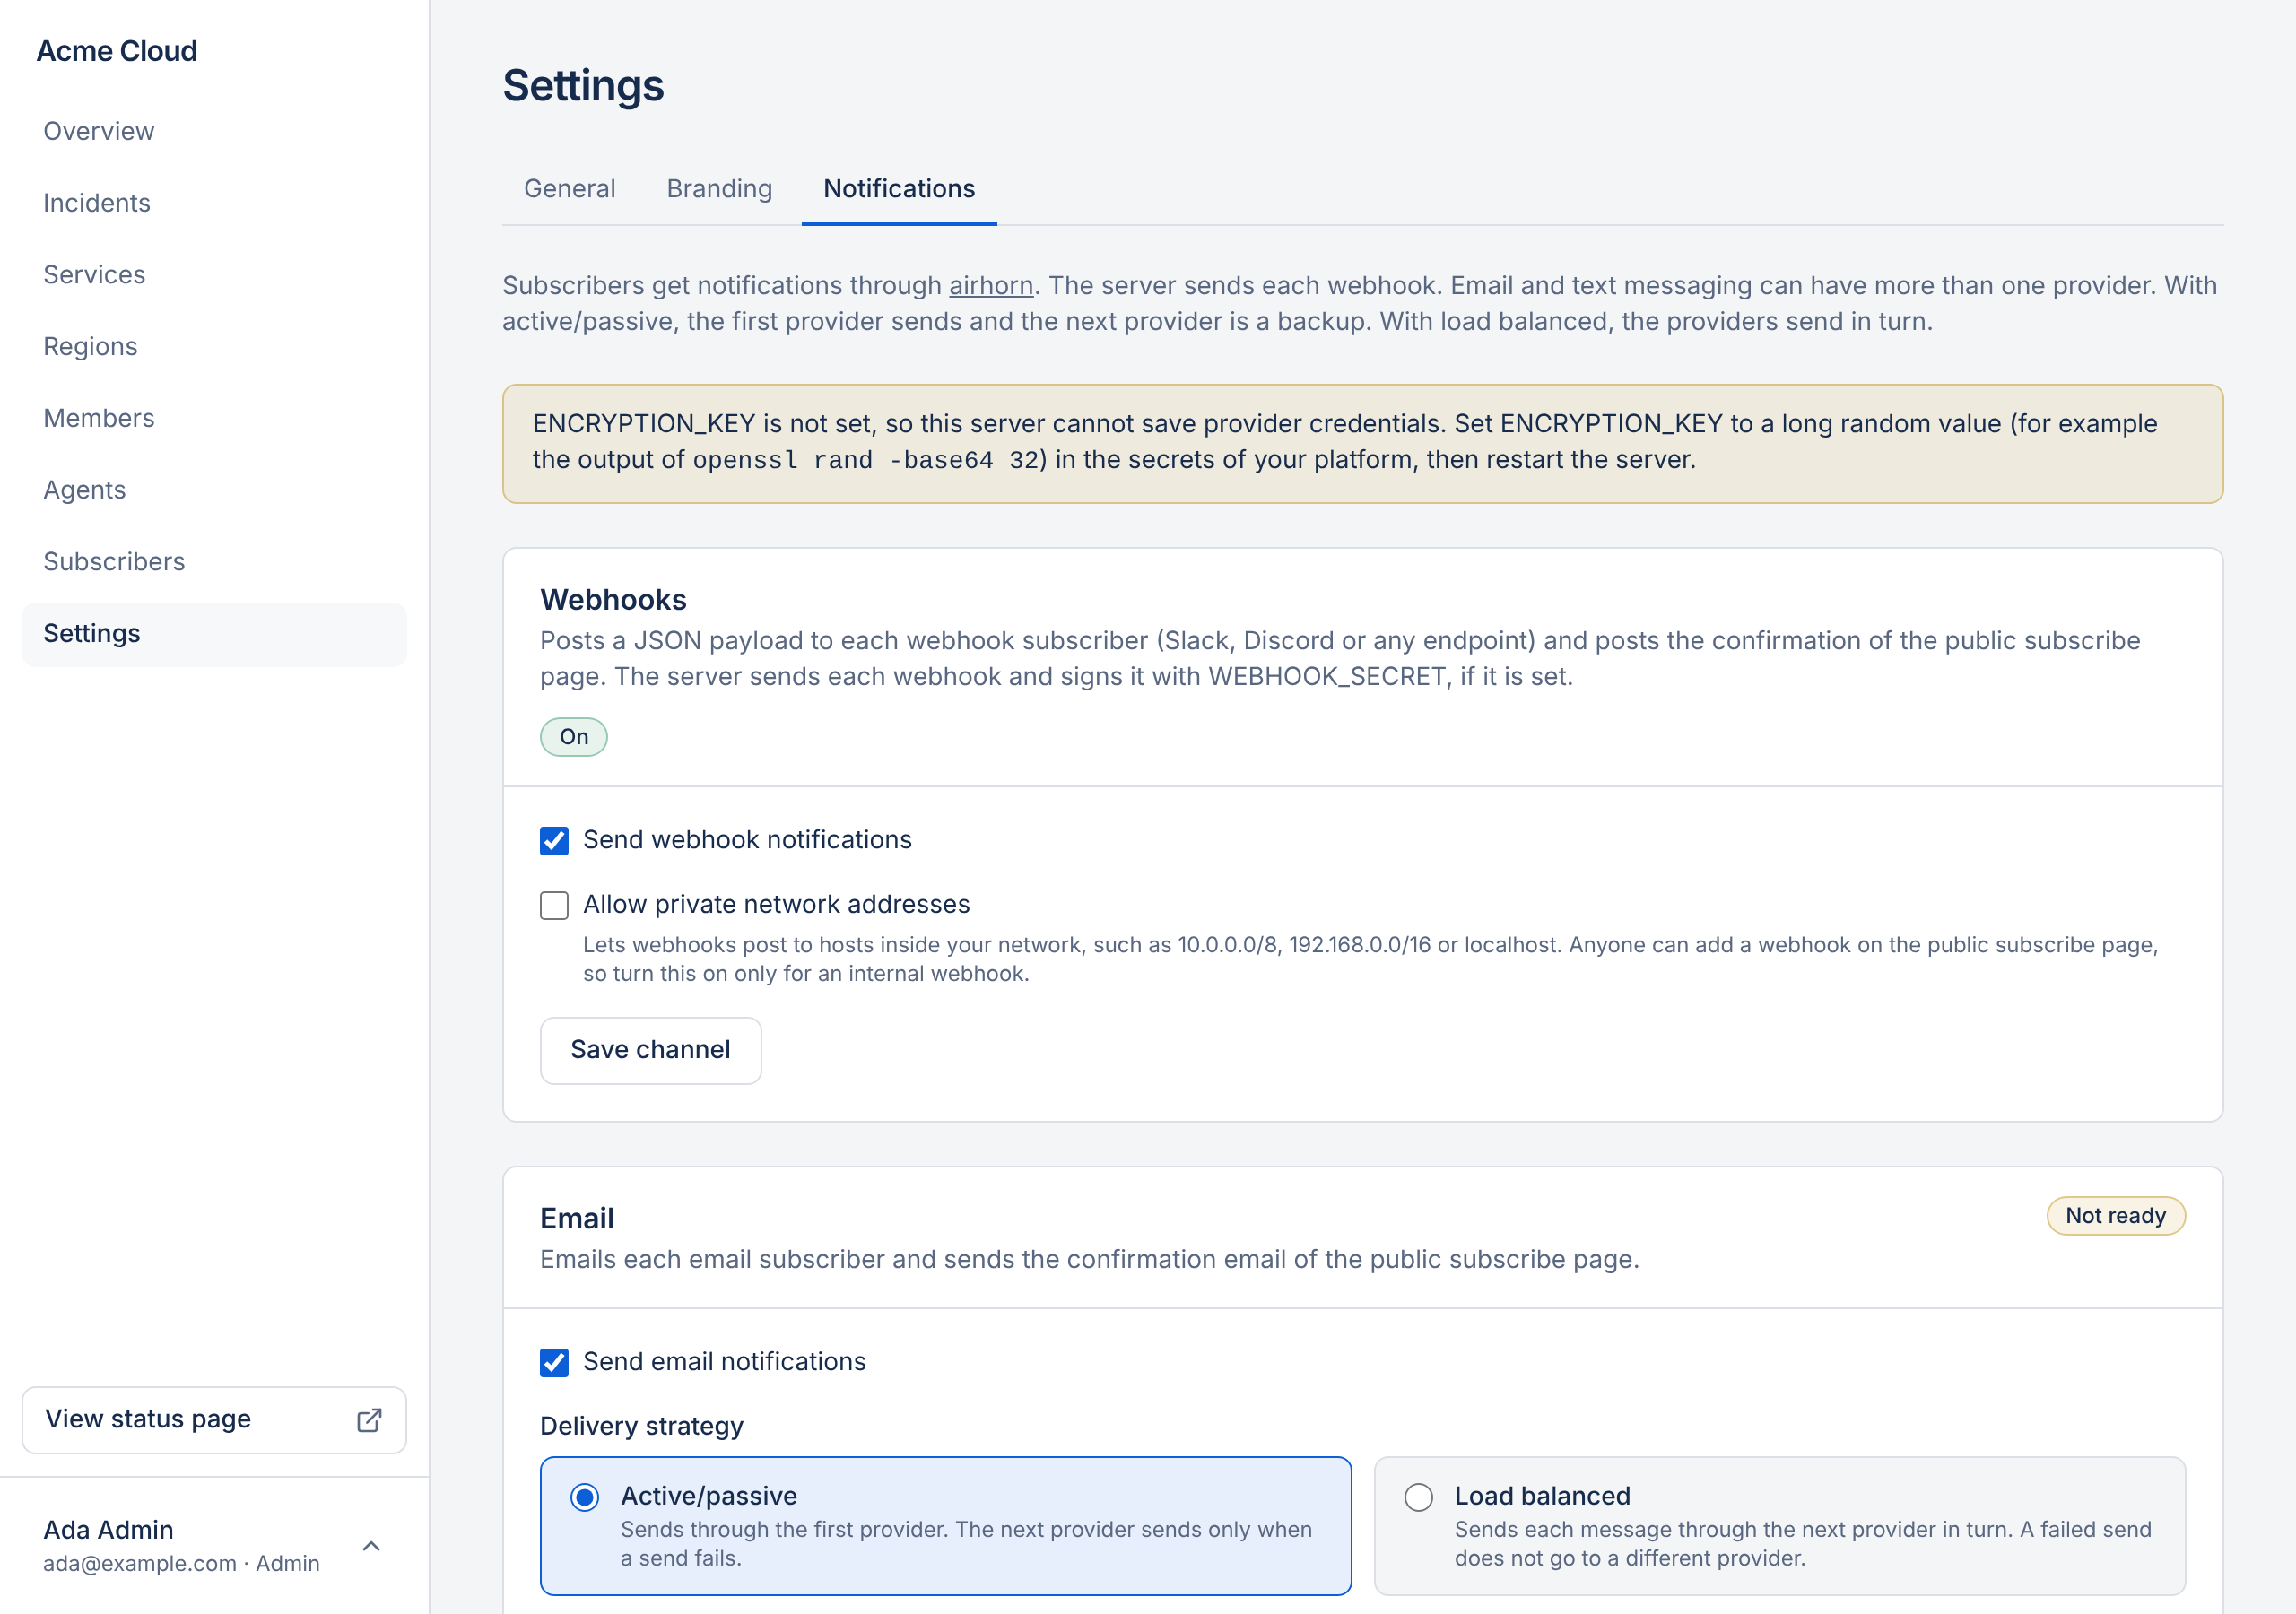 Acme Cloud
Overview
Incidents
Services
Regions
Members
Agents
Subscribers
Settings
View status page
Ada Admin
ada@example.com · Admin
Settings
General
Branding
Notifications
Subscribers get notifications through airhorn. The server sends each webhook. Email and text messaging can have more than one provider. With
active/passive, the first provider sends and the next provider is a backup. With load balanced, the providers send in turn.
ENCRYPTION_KEY is not set, so this server cannot save provider credentials. Set ENCRYPTION_KEY to a long random value (for example
the output of openssl rand -base64 32) in the secrets of your platform, then restart the server.
Webhooks
Posts a JSON payload to each webhook subscriber (Slack, Discord or any endpoint) and posts the confirmation of the public subscribe
page. The server sends each webhook and signs it with WEBHOOK_SECRET, if it is set.
On
Send webhook notifications
Allow private network addresses
Lets webhooks post to hosts inside your network, such as 10.0.0.0/8, 192.168.0.0/16 or localhost. Anyone can add a webhook on the public subscribe page,
so turn this on only for an internal webhook.
Save channel
Email
Not ready
Emails each email subscriber and sends the confirmation email of the public subscribe page.
Send email notifications
Delivery strategy
Active/passive
Sends through the first provider. The next provider sends only when
a send fails.
Load balanced
Sends each message through the next provider in turn. A failed send
does not go to a different provider.